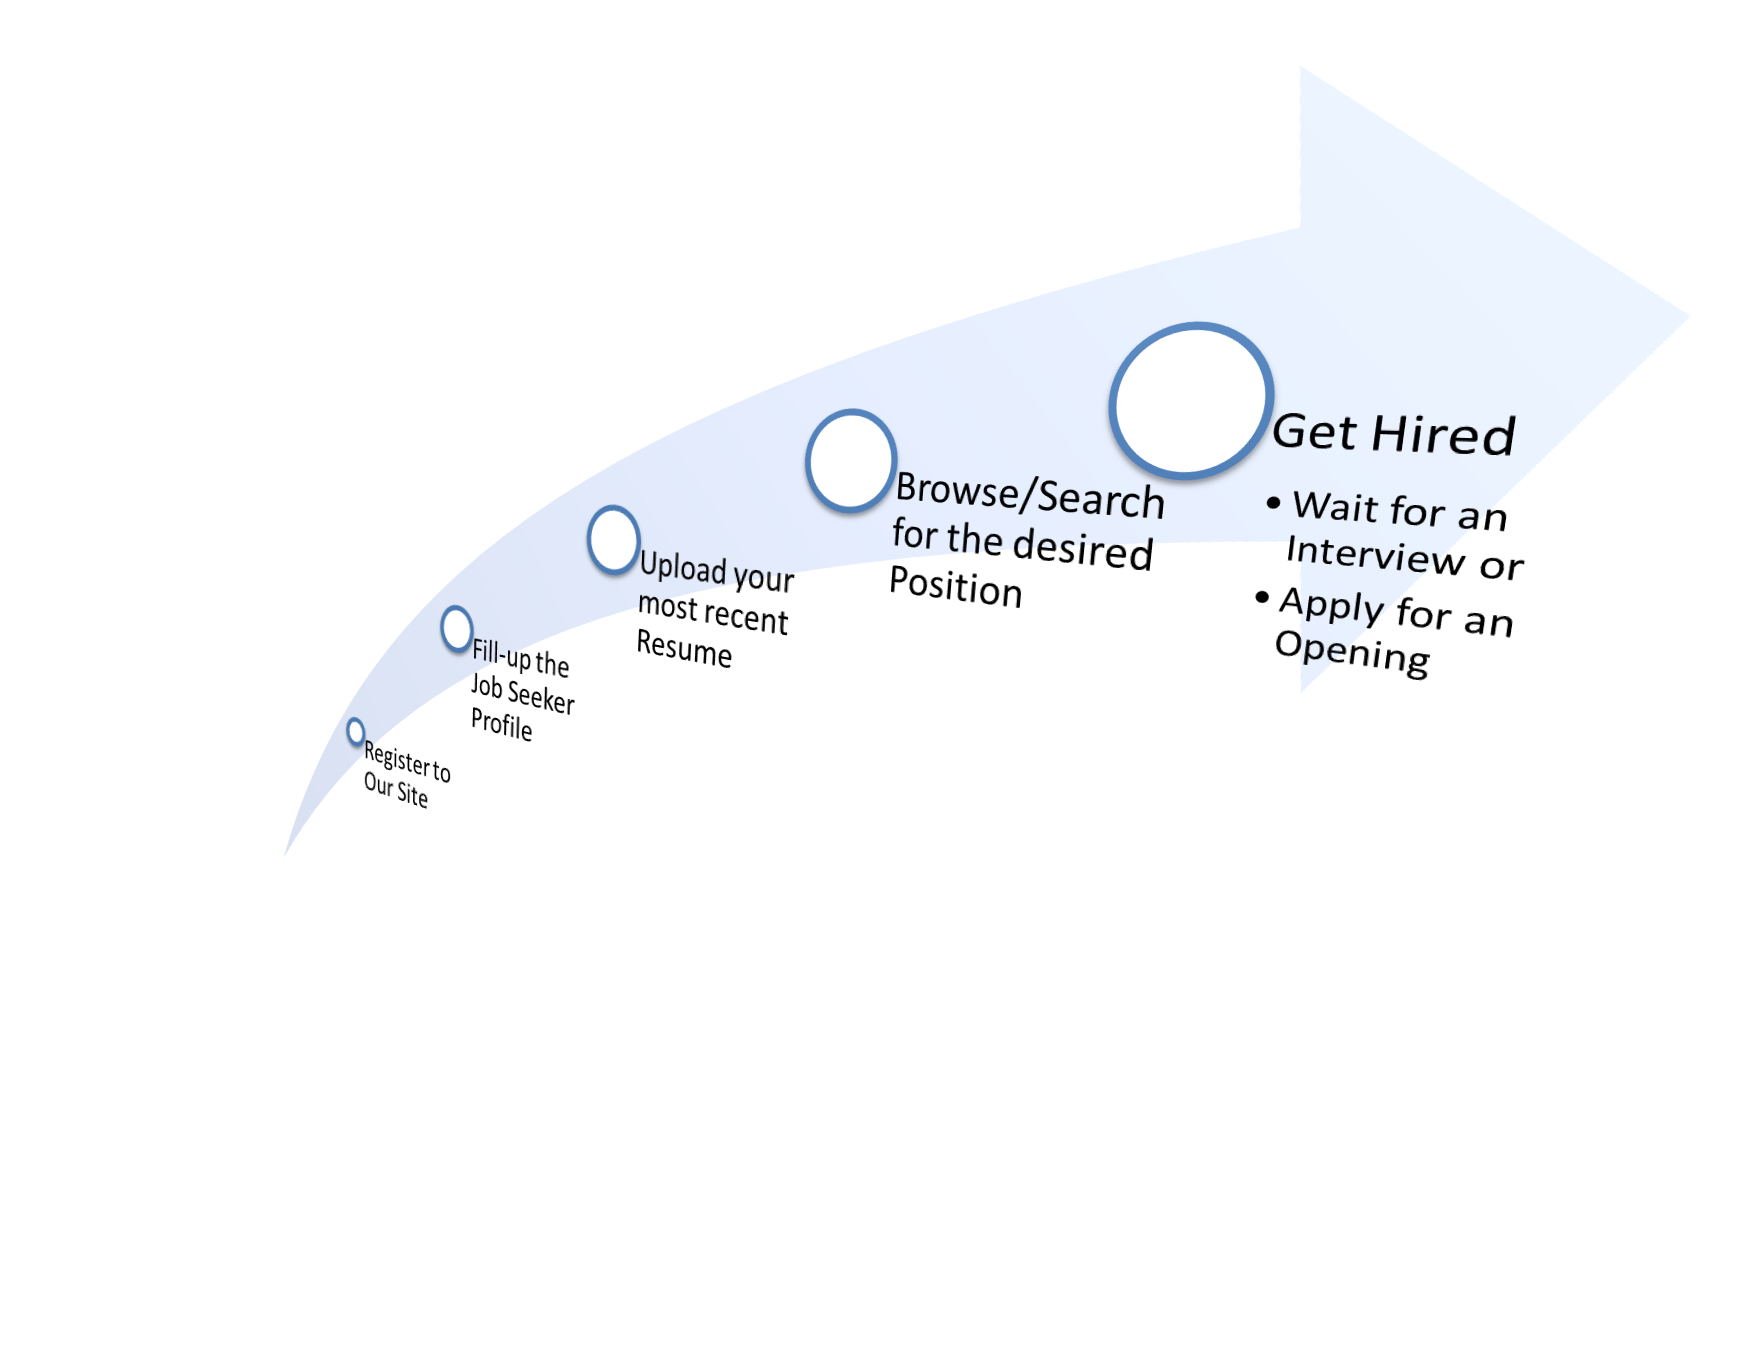 Register to
Our Site
Fill-up the
Job Seeker
Profile
Upload your
most recent
Resume
Browse/Search
for the desired
Position
Get Hired
• Wait for an
Interview or
• Apply for an
Opening